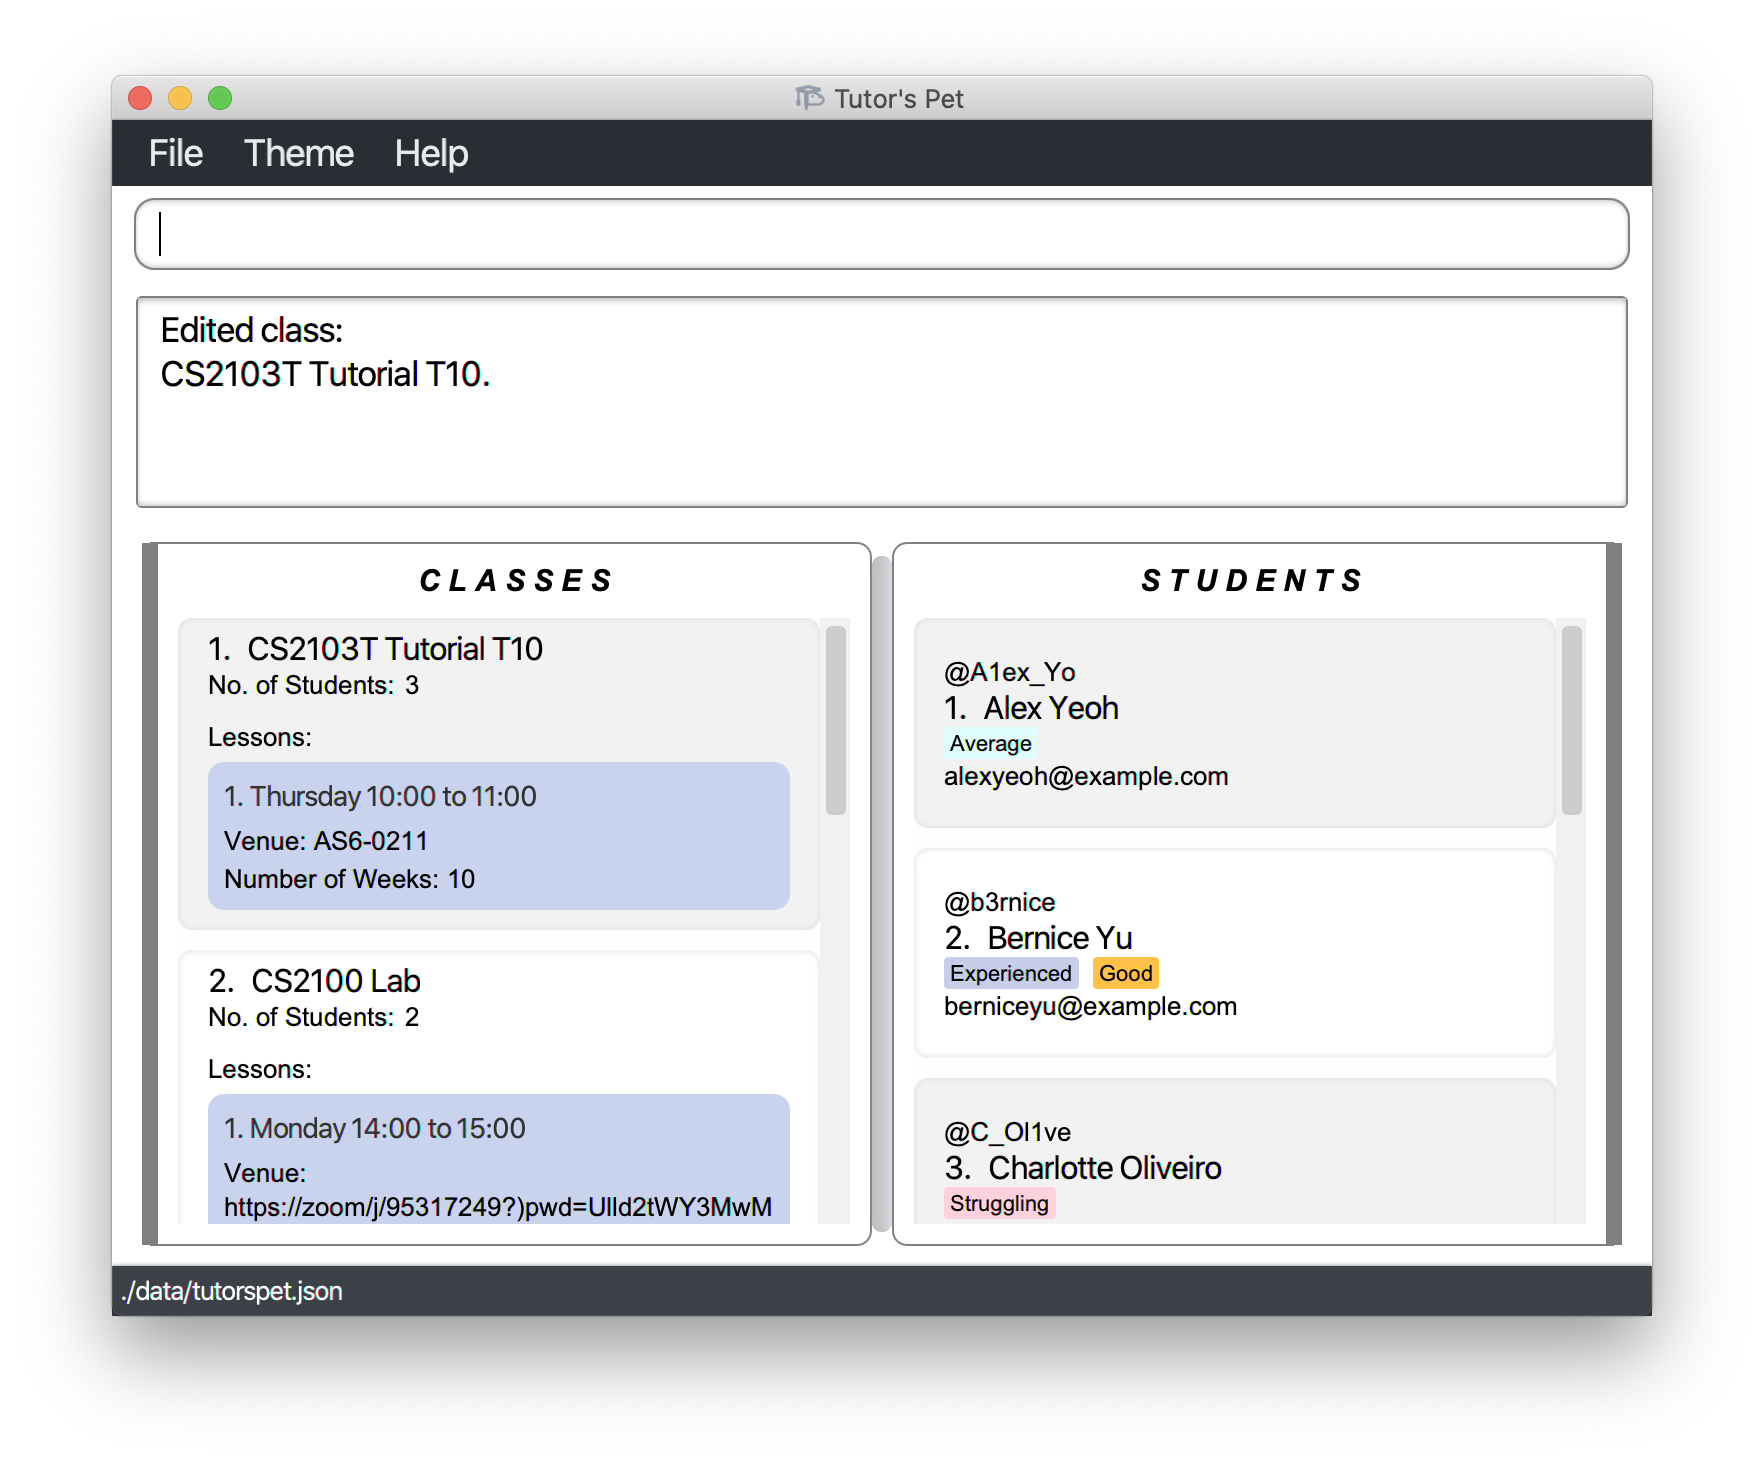 Tutor's Pet
File Theme Help
Edited class:
CS2103T Tutorial T10.
CLASSES
1. CS2103T Tutorial T10
No. of Students: 3
Lessons:
1. Thursday 10:00 to 11:00
Venue: AS6-0211
Number of Weeks: 10
2. CS2100 Lab
No. of Students: 2
Lessons:
1. Monday 14:00 to 15:00
Venue:
https://zoom/j/95317249?)pwd=Ulld2tWY3MwM
STUDENTS
@A1ex_Yo
1. Alex Yeoh
Average
alexyeoh@example.com
@b3rnice
2. Bernice Yu
Experienced Good
berniceyu@example.com
@C_Ol1ve
3. Charlotte Oliveiro
Struggling
./data/tutorspet.json